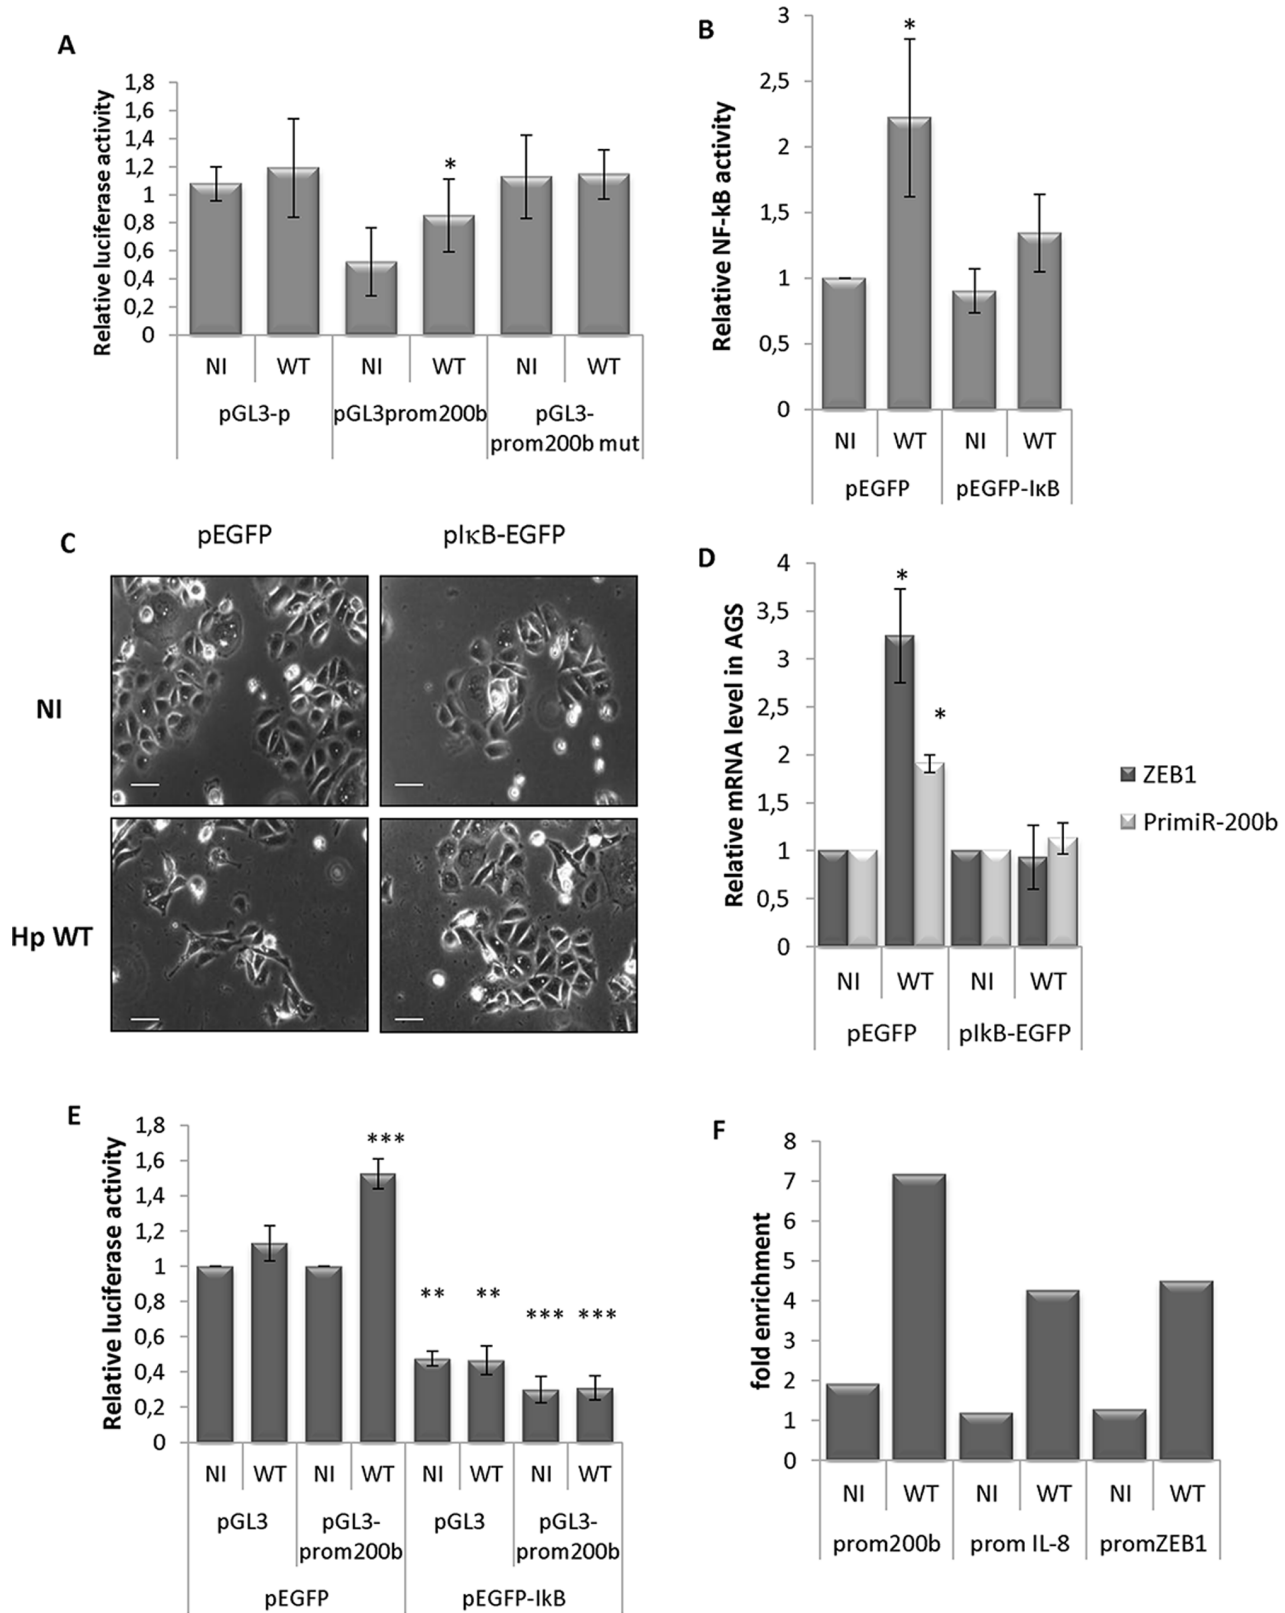 A
Relative luciferase activity
1,8
1,6
1,4
1,2
1
0,8
0,6
0,4
0,2
0
*
NI WT NI WT NI WT
pGL3-p pGL3prom200b pGL3-
prom200b mut
B
Relative NF-kB activity
3
2,5
2
1,5
1
0,5
0
*
NI WT NI WT
pEGFP pEGFP-IκB
C
pEGFP pIκB-EGFP
NI
Hp WT
D
Relative mRNA level in AGS
4
3,5
3
2,5
2
1,5
1
0,5
0
*
*
NI WT NI WT
pEGFP pIkB-EGFP
ZEB1
PrimiR-200b
E
Relative luciferase activity
1,8
1,6
1,4
1,2
1
0,8
0,6
0,4
0,2
0
***
** **
*** ***
NI WT NI WT NI WT NI WT
pGL3 pGL3- pGL3 pGL3-
prom200b prom200b
pEGFP pEGFP-IkB
F
fold enrichment
8
7
6
5
4
3
2
1
0
NI WT NI WT NI WT
prom200b prom IL-8 promZEB1